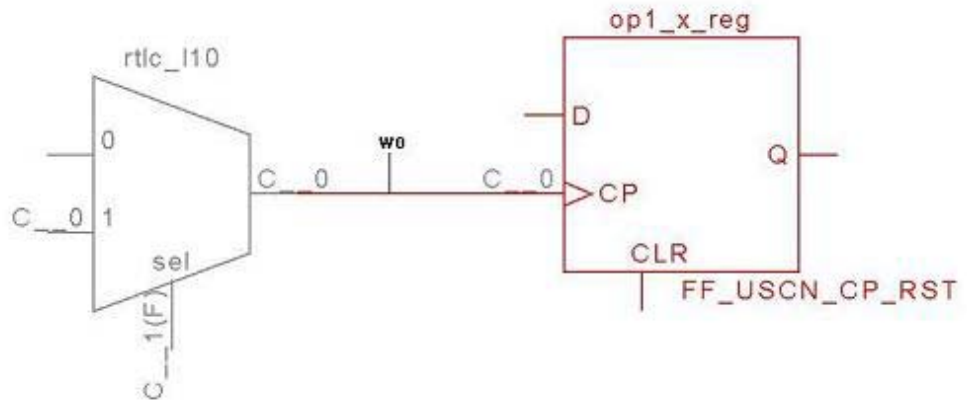 op1_x_reg
rtlc_I10
0
D
w0
Q
C__0
C__0
CP
C__0
1
sel
CLR
FF_USCN_CP_RST
C__1(F)